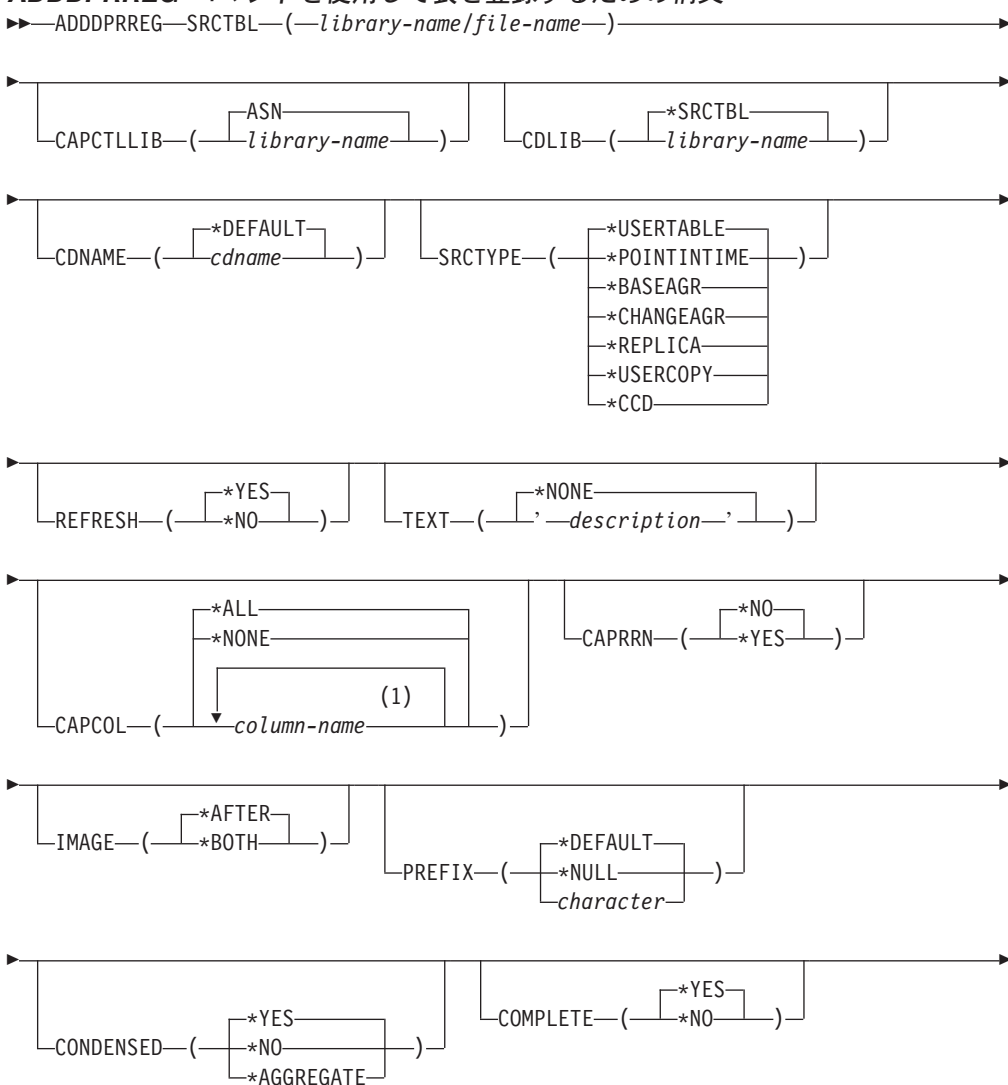 ADDDPRREG コマンドを使用して表を登録するための構文
ADDDPRREG SRCTBL ( library-name/file-name )
CAPCTLLIB ( ASN library-name )
CDLIB ( *SRCTBL library-name )
CDNAME ( *DEFAULT cdname )
SRCTYPE ( *USERTABLE
*POINTINTIME
*BASEAGR
*CHANGEAGR
*REPLICA
*USERCOPY
*CCD )
REFRESH ( *YES *NO )
TEXT ( *NONE ' description ' )
CAPCOL ( *ALL
*NONE
(1)
column-name )
CAPRRN ( *NO *YES )
IMAGE ( *AFTER *BOTH )
PREFIX ( *DEFAULT
*NULL
character )
CONDENSED ( *YES
*NO
*AGGREGATE )
COMPLETE ( *YES *NO )